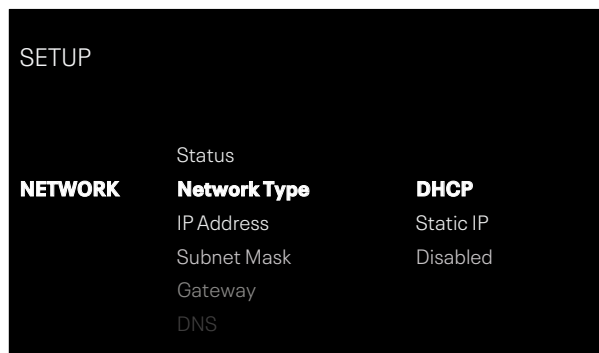 SETUP
Status
NETWORK Network Type DHCP
IP Address Static IP
Subnet Mask Disabled
Gateway
DNS